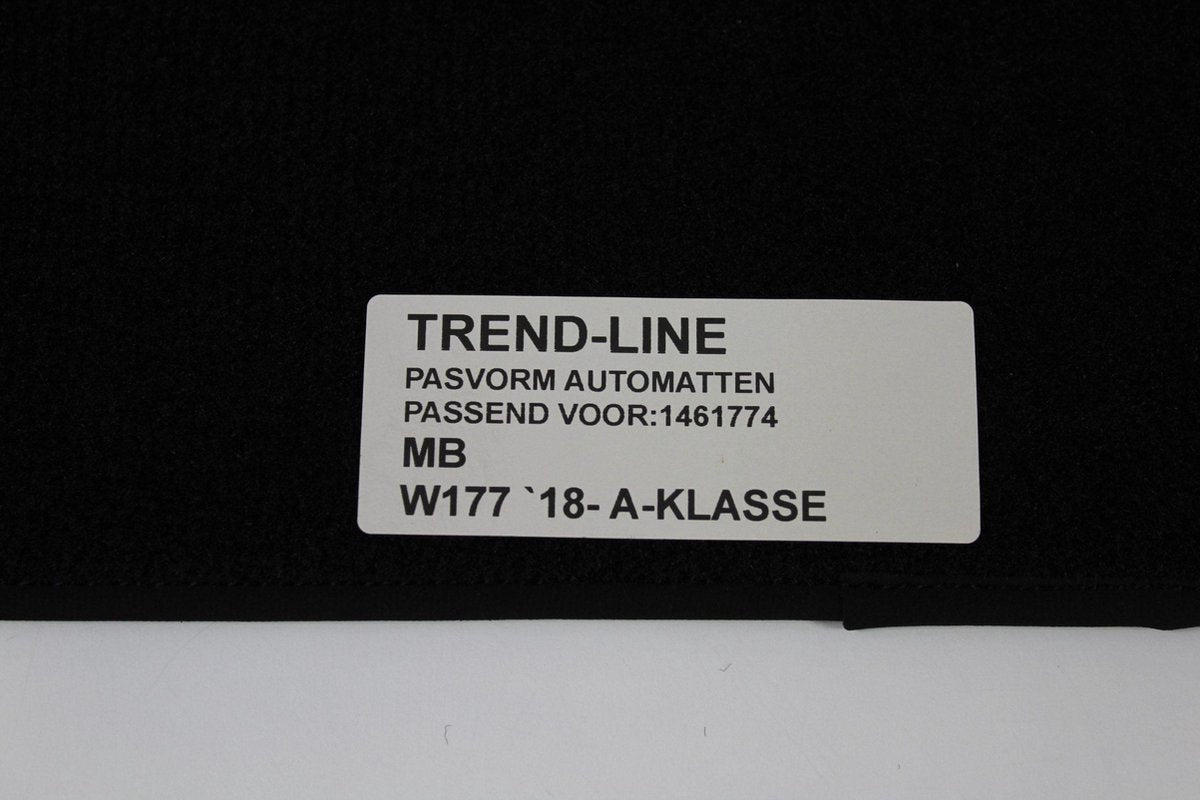 TREND-LINE
PASVORM AUTOMATTEN
PASSEND VOOR:1461774
MB
W177 `18- A-KLASSE